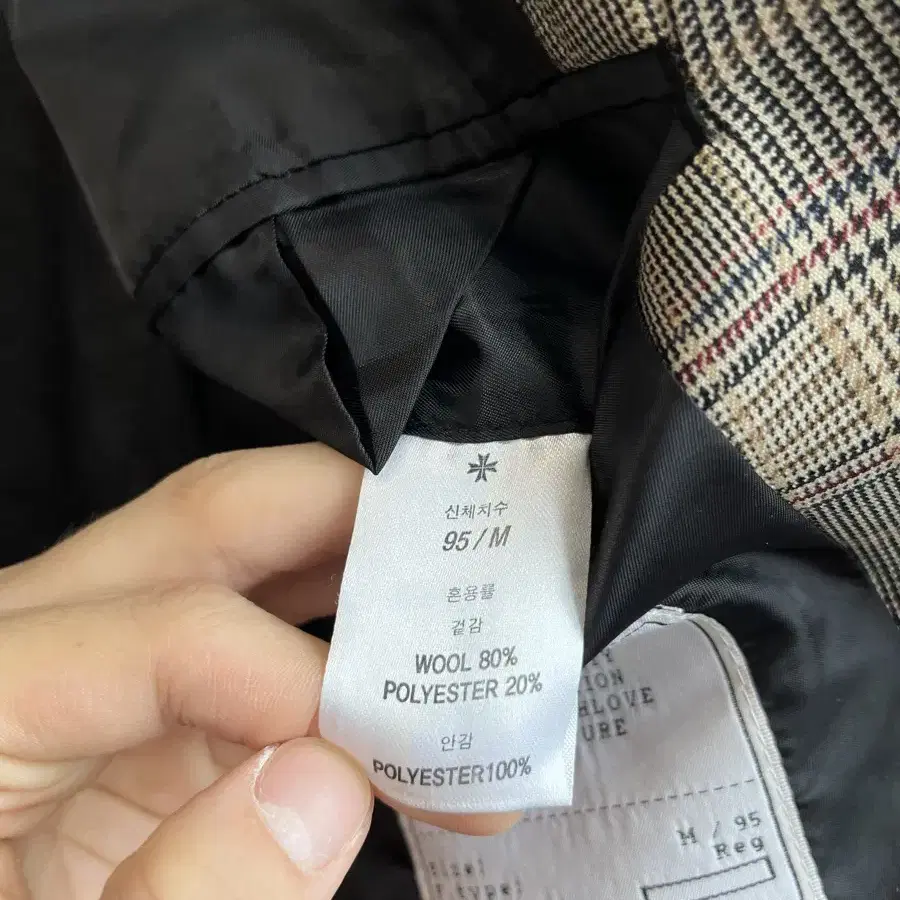 신체치수
95/M
혼용률
겉감
WOOL 80%
POLYESTER 20%
안감
POLYESTER100%
M / 95
Reg